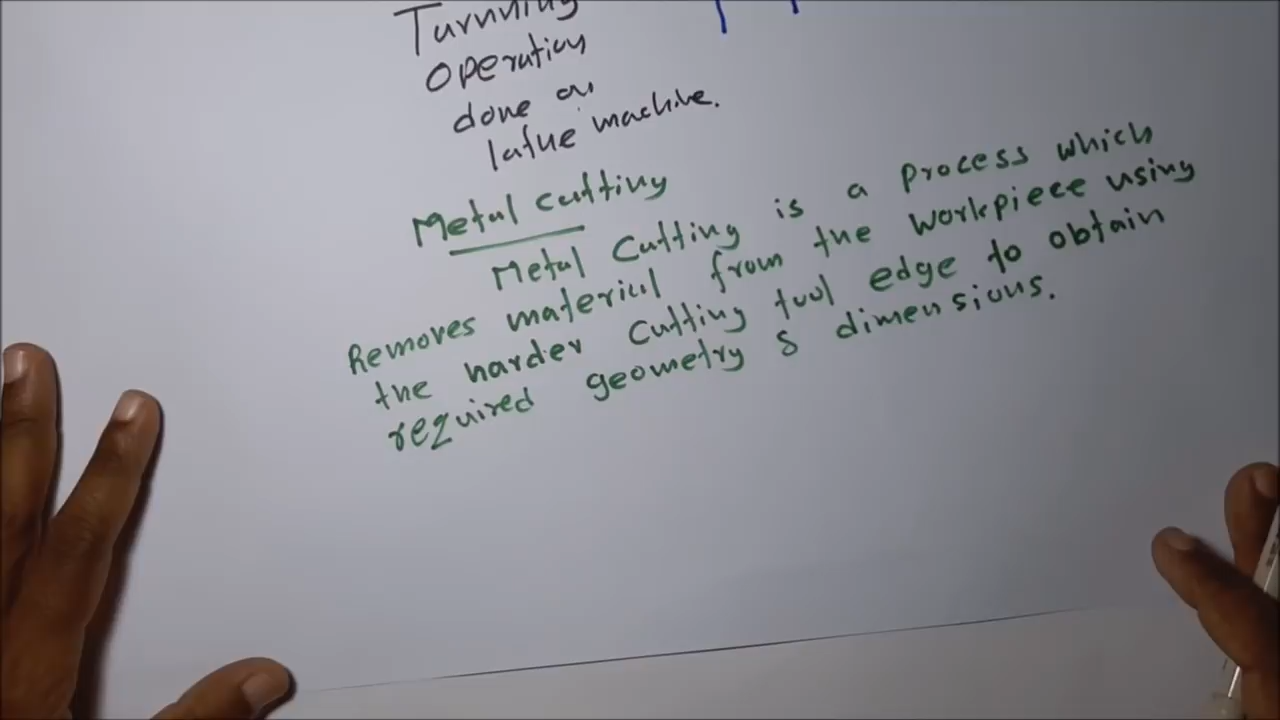 Turnning
operation
done on
lathe machine.
Metal cutting
Metal Cutting is a process which
Removes material from the workpiece using
the harder cutting tool edge to obtain
required geometry & dimensions.